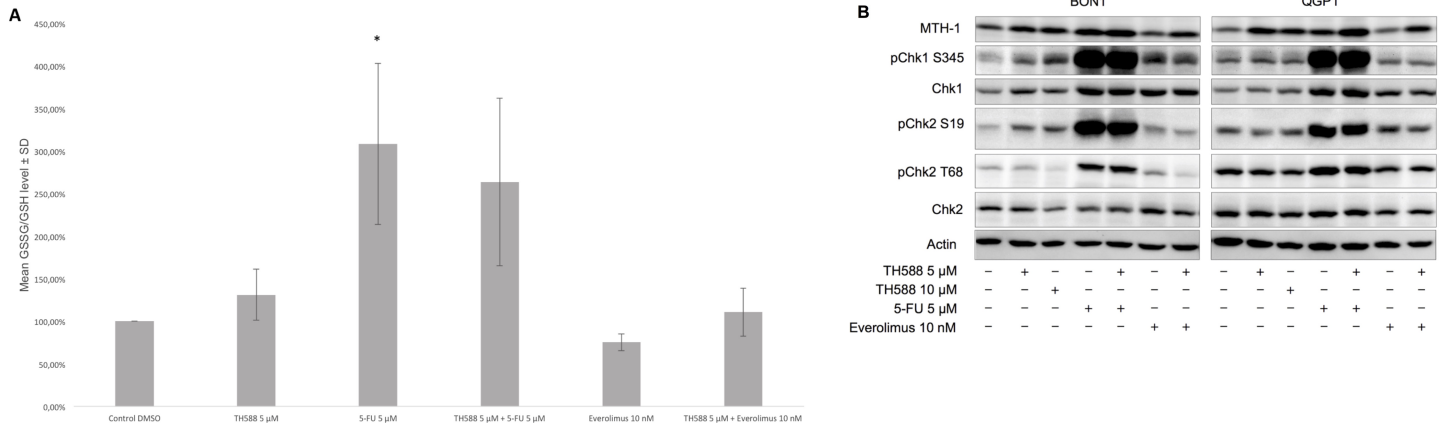 A
450,00%
400,00%
350,00%
300,00%
250,00%
200,00%
150,00%
100,00%
50,00%
0,00%
Mean GSSG/GSH level ± SD
*
Control DMSO TH588 5 µM 5-FU 5 µM TH588 5 µM + 5-FU 5 µM Everolimus 10 nM TH588 5 µM + Everolimus 10 nM
B
BON1 QGP1
MTH-1
pChk1 S345
Chk1
pChk2 S19
pChk2 T68
Chk2
Actin
TH588 5 µM – + – – + – + – + – – + – +
TH588 10 µM – – + – – – – – – + – – – –
5-FU 5 µM – – – + + – – – – – + + – –
Everolimus 10 nM – – – – – + + – – – – – + +